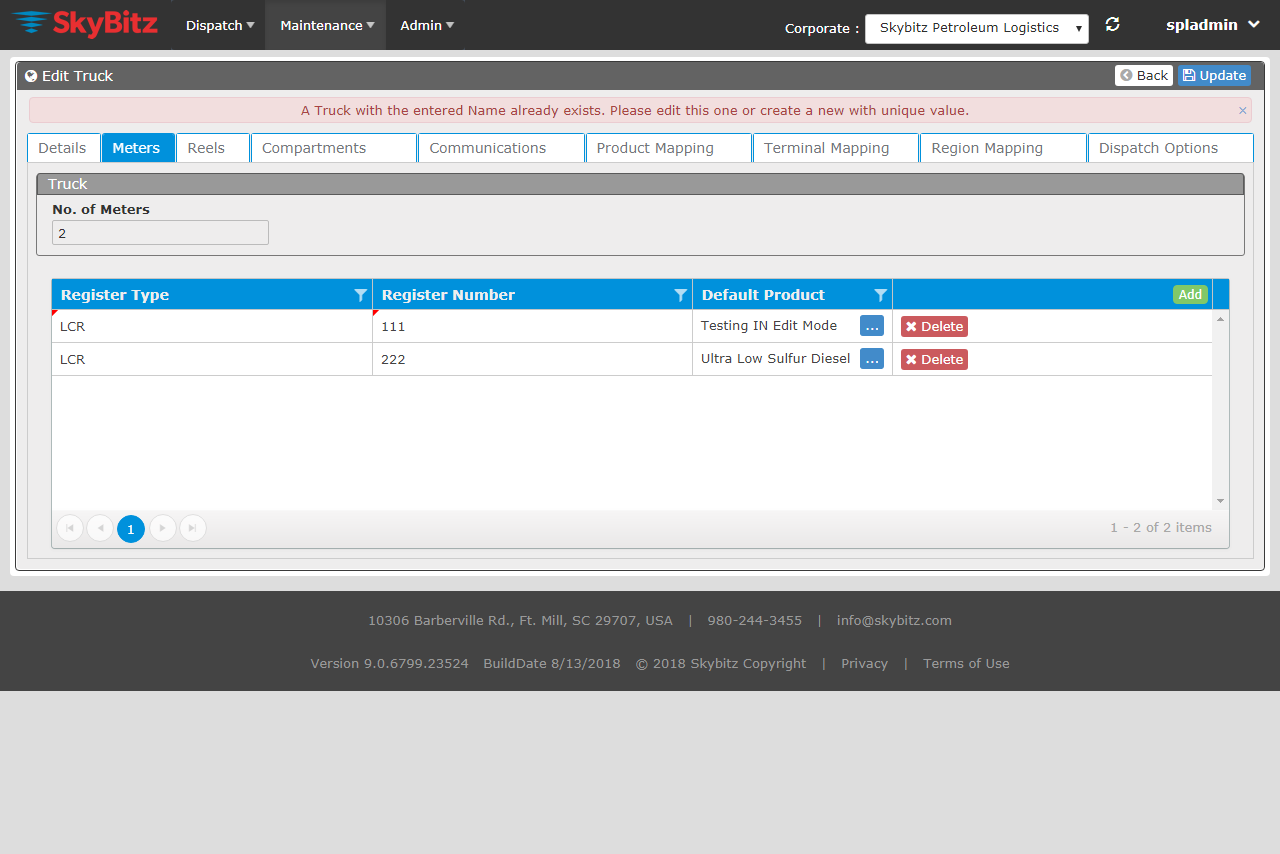 SkyBitz Dispatch Maintenance Admin Corporate : Skybitz Petroleum Logistics spladmin
Edit Truck Back Update
A Truck with the entered Name already exists. Please edit this one or create a new with unique value. ×
Details Meters Reels Compartments Communications Product Mapping Terminal Mapping Region Mapping Dispatch Options
Truck
No. of Meters
2
Register Type Register Number Default Product Add
LCR 111 Testing IN Edit Mode ... Delete
LCR 222 Ultra Low Sulfur Diesel ... Delete
1 1 - 2 of 2 items
10306 Barberville Rd., Ft. Mill, SC 29707, USA | 980-244-3455 | info@skybitz.com
Version 9.0.6799.23524 BuildDate 8/13/2018 © 2018 Skybitz Copyright | Privacy | Terms of Use